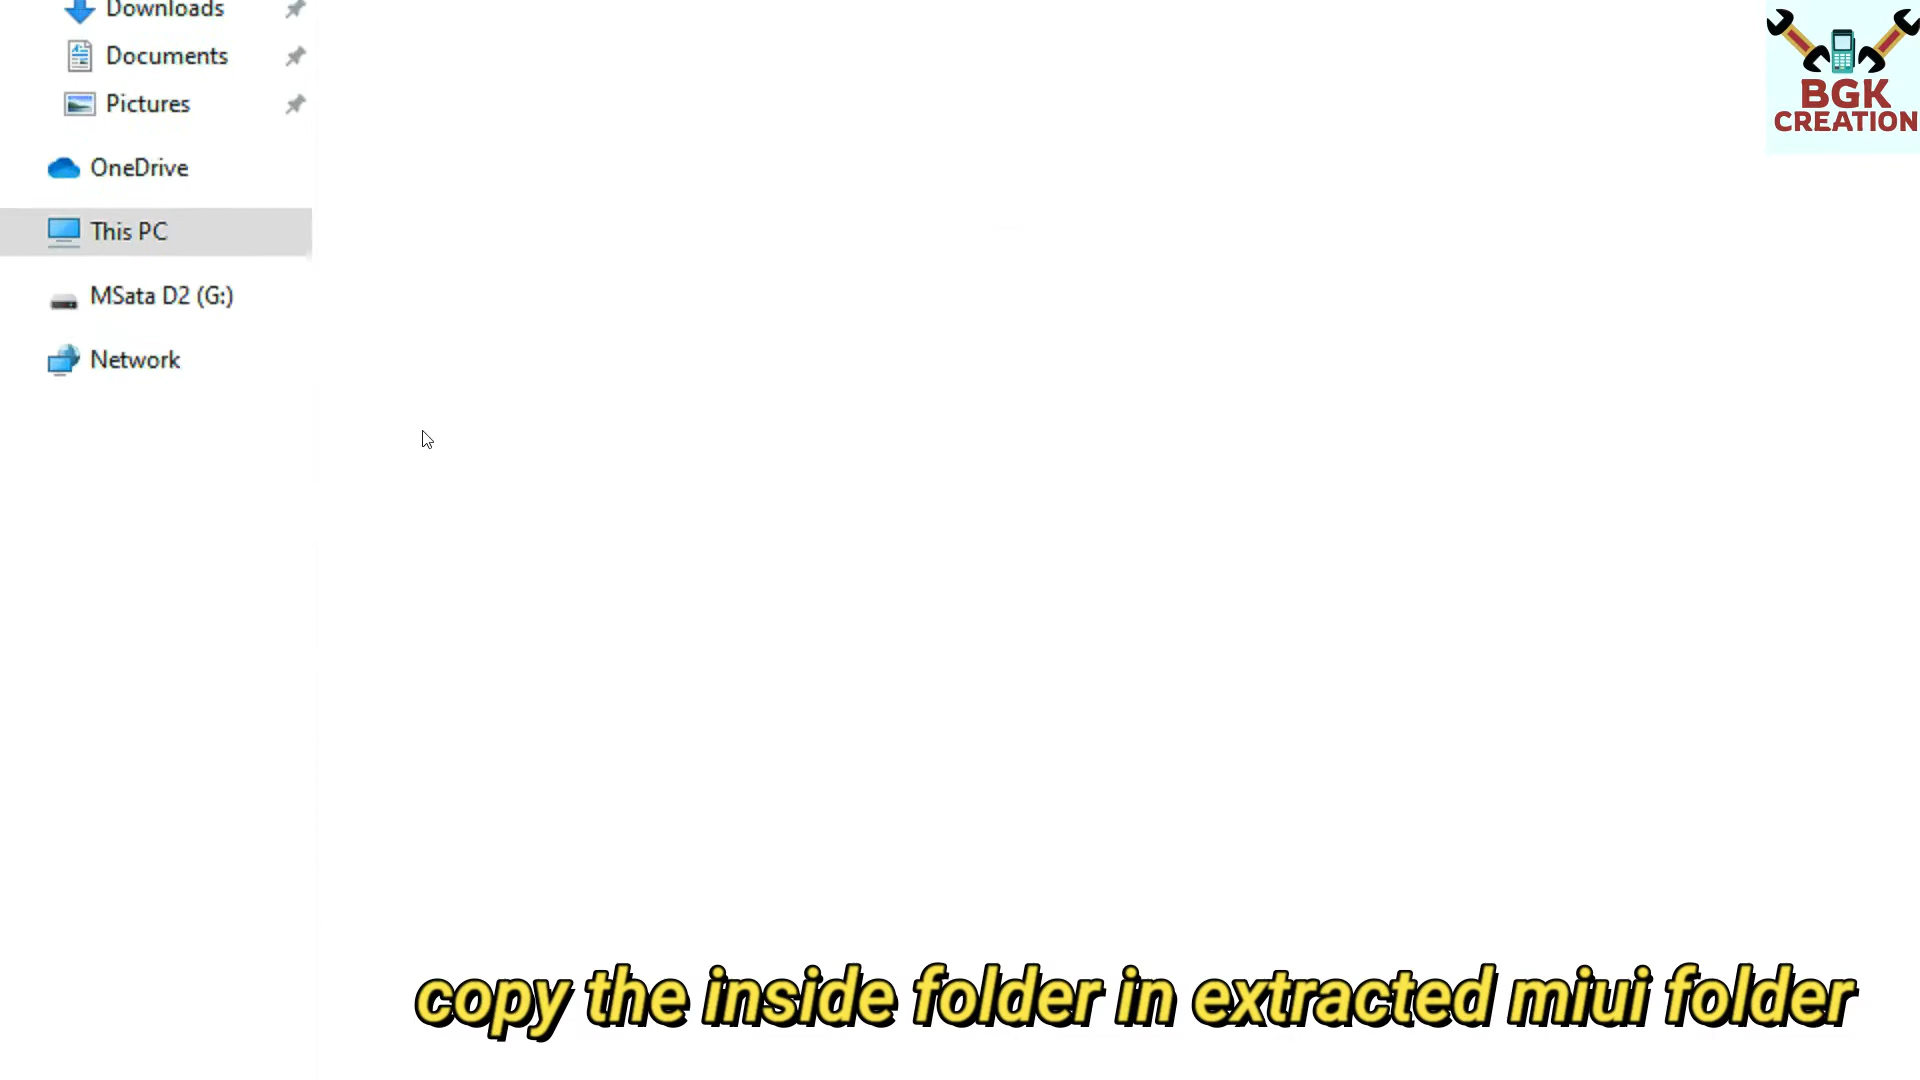 Downloads
Documents
Pictures
OneDrive
This PC
MSata D2 (G:)
Network
BGK
CREATION
copy the inside folder in extracted miui folder